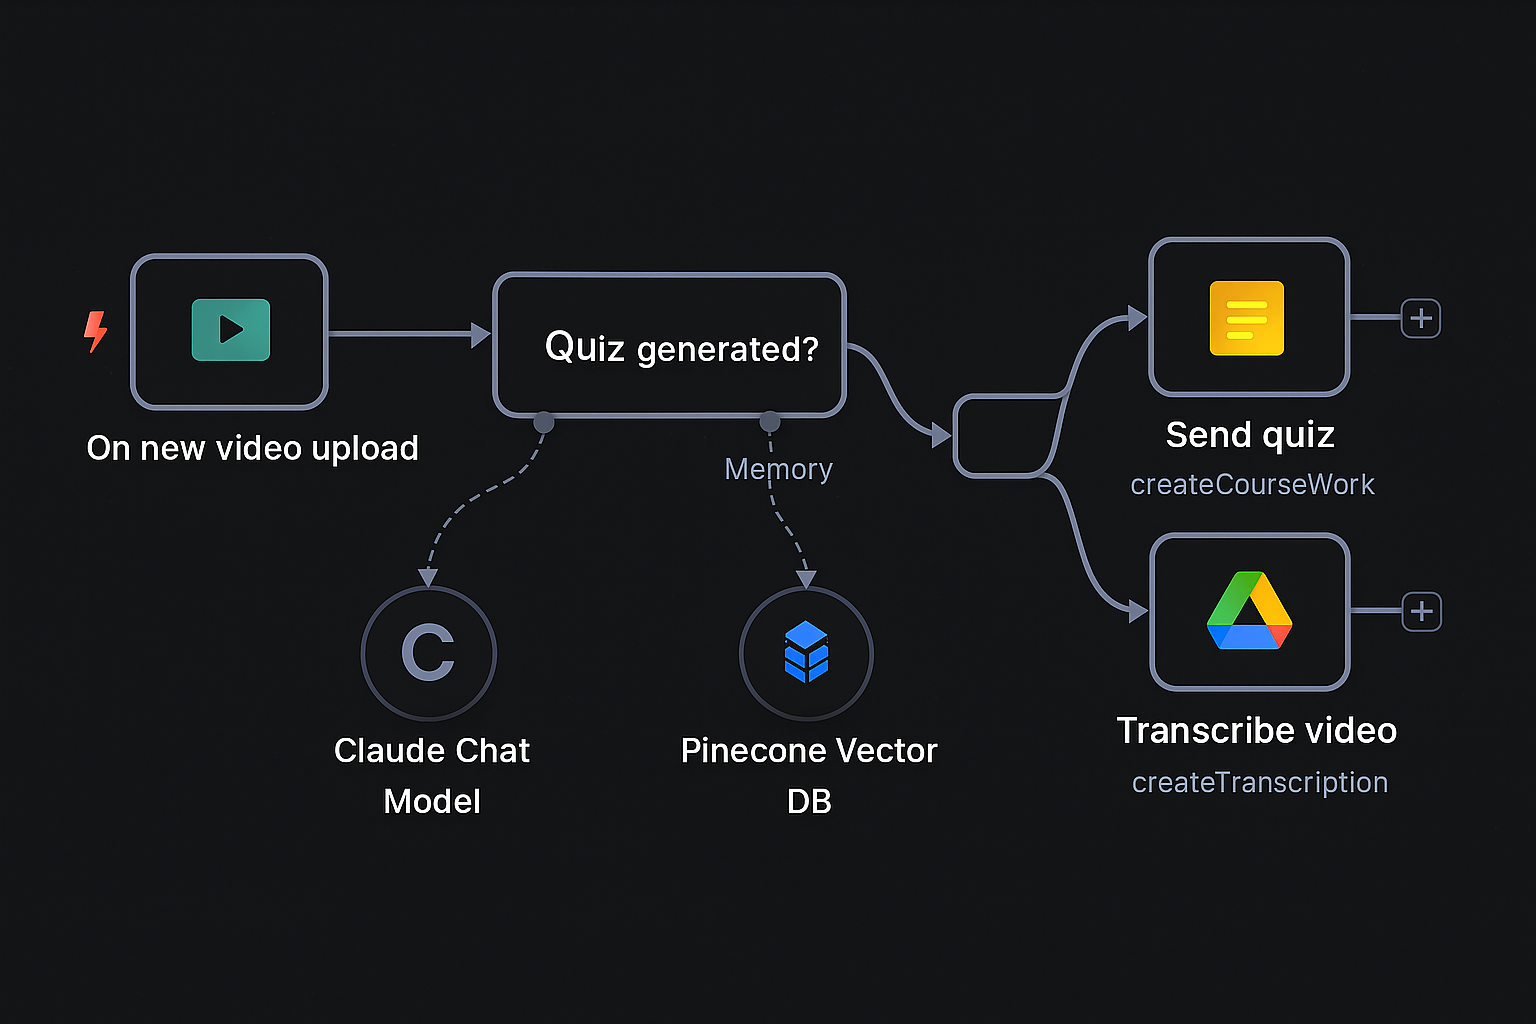 On new video upload
Quiz generated?
Memory
C
Claude Chat
Model
Pinecone Vector
DB
Send quiz
createCourseWork
Transcribe video
createTranscription